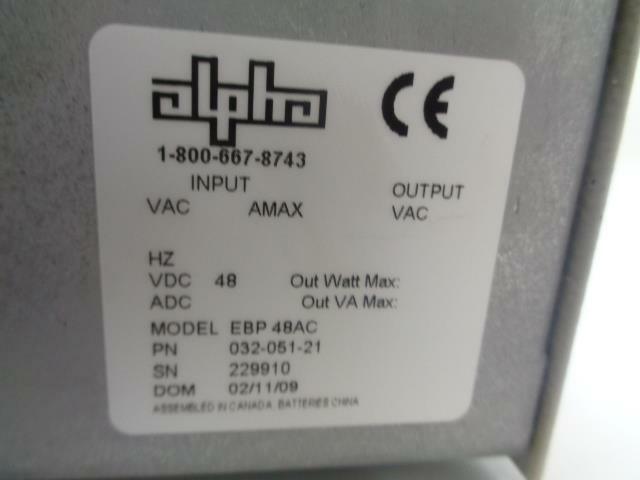 alpha CE
1-800-667-8743
INPUT OUTPUT
VAC AMAX VAC
HZ
VDC 48 Out Watt Max:
ADC Out VA Max:
MODEL EBP 48AC
PN 032-051-21
SN 229910
DOM 02/11/09
ASSEMBLED IN CANADA, BATTERIES CHINA